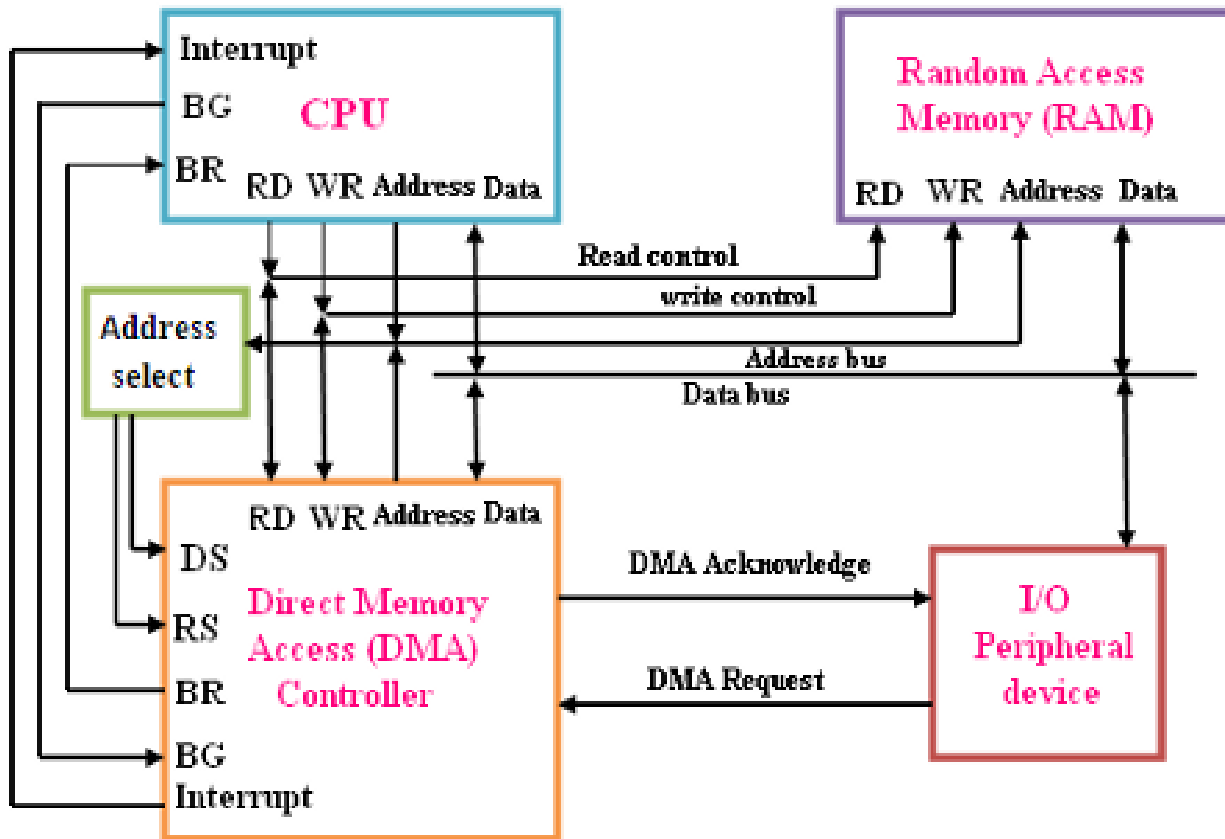 Interrupt
BG
CPU
BR
RD WR Address Data
Random Access
Memory (RAM)
RD WR Address Data
Read control
write control
Address
select
Address bus
Data bus
RD WR Address Data
DS
RS
BR
BG
Interrupt
Direct Memory
Access (DMA)
Controller
DMA Acknowledge
DMA Request
I/O
Peripheral
device